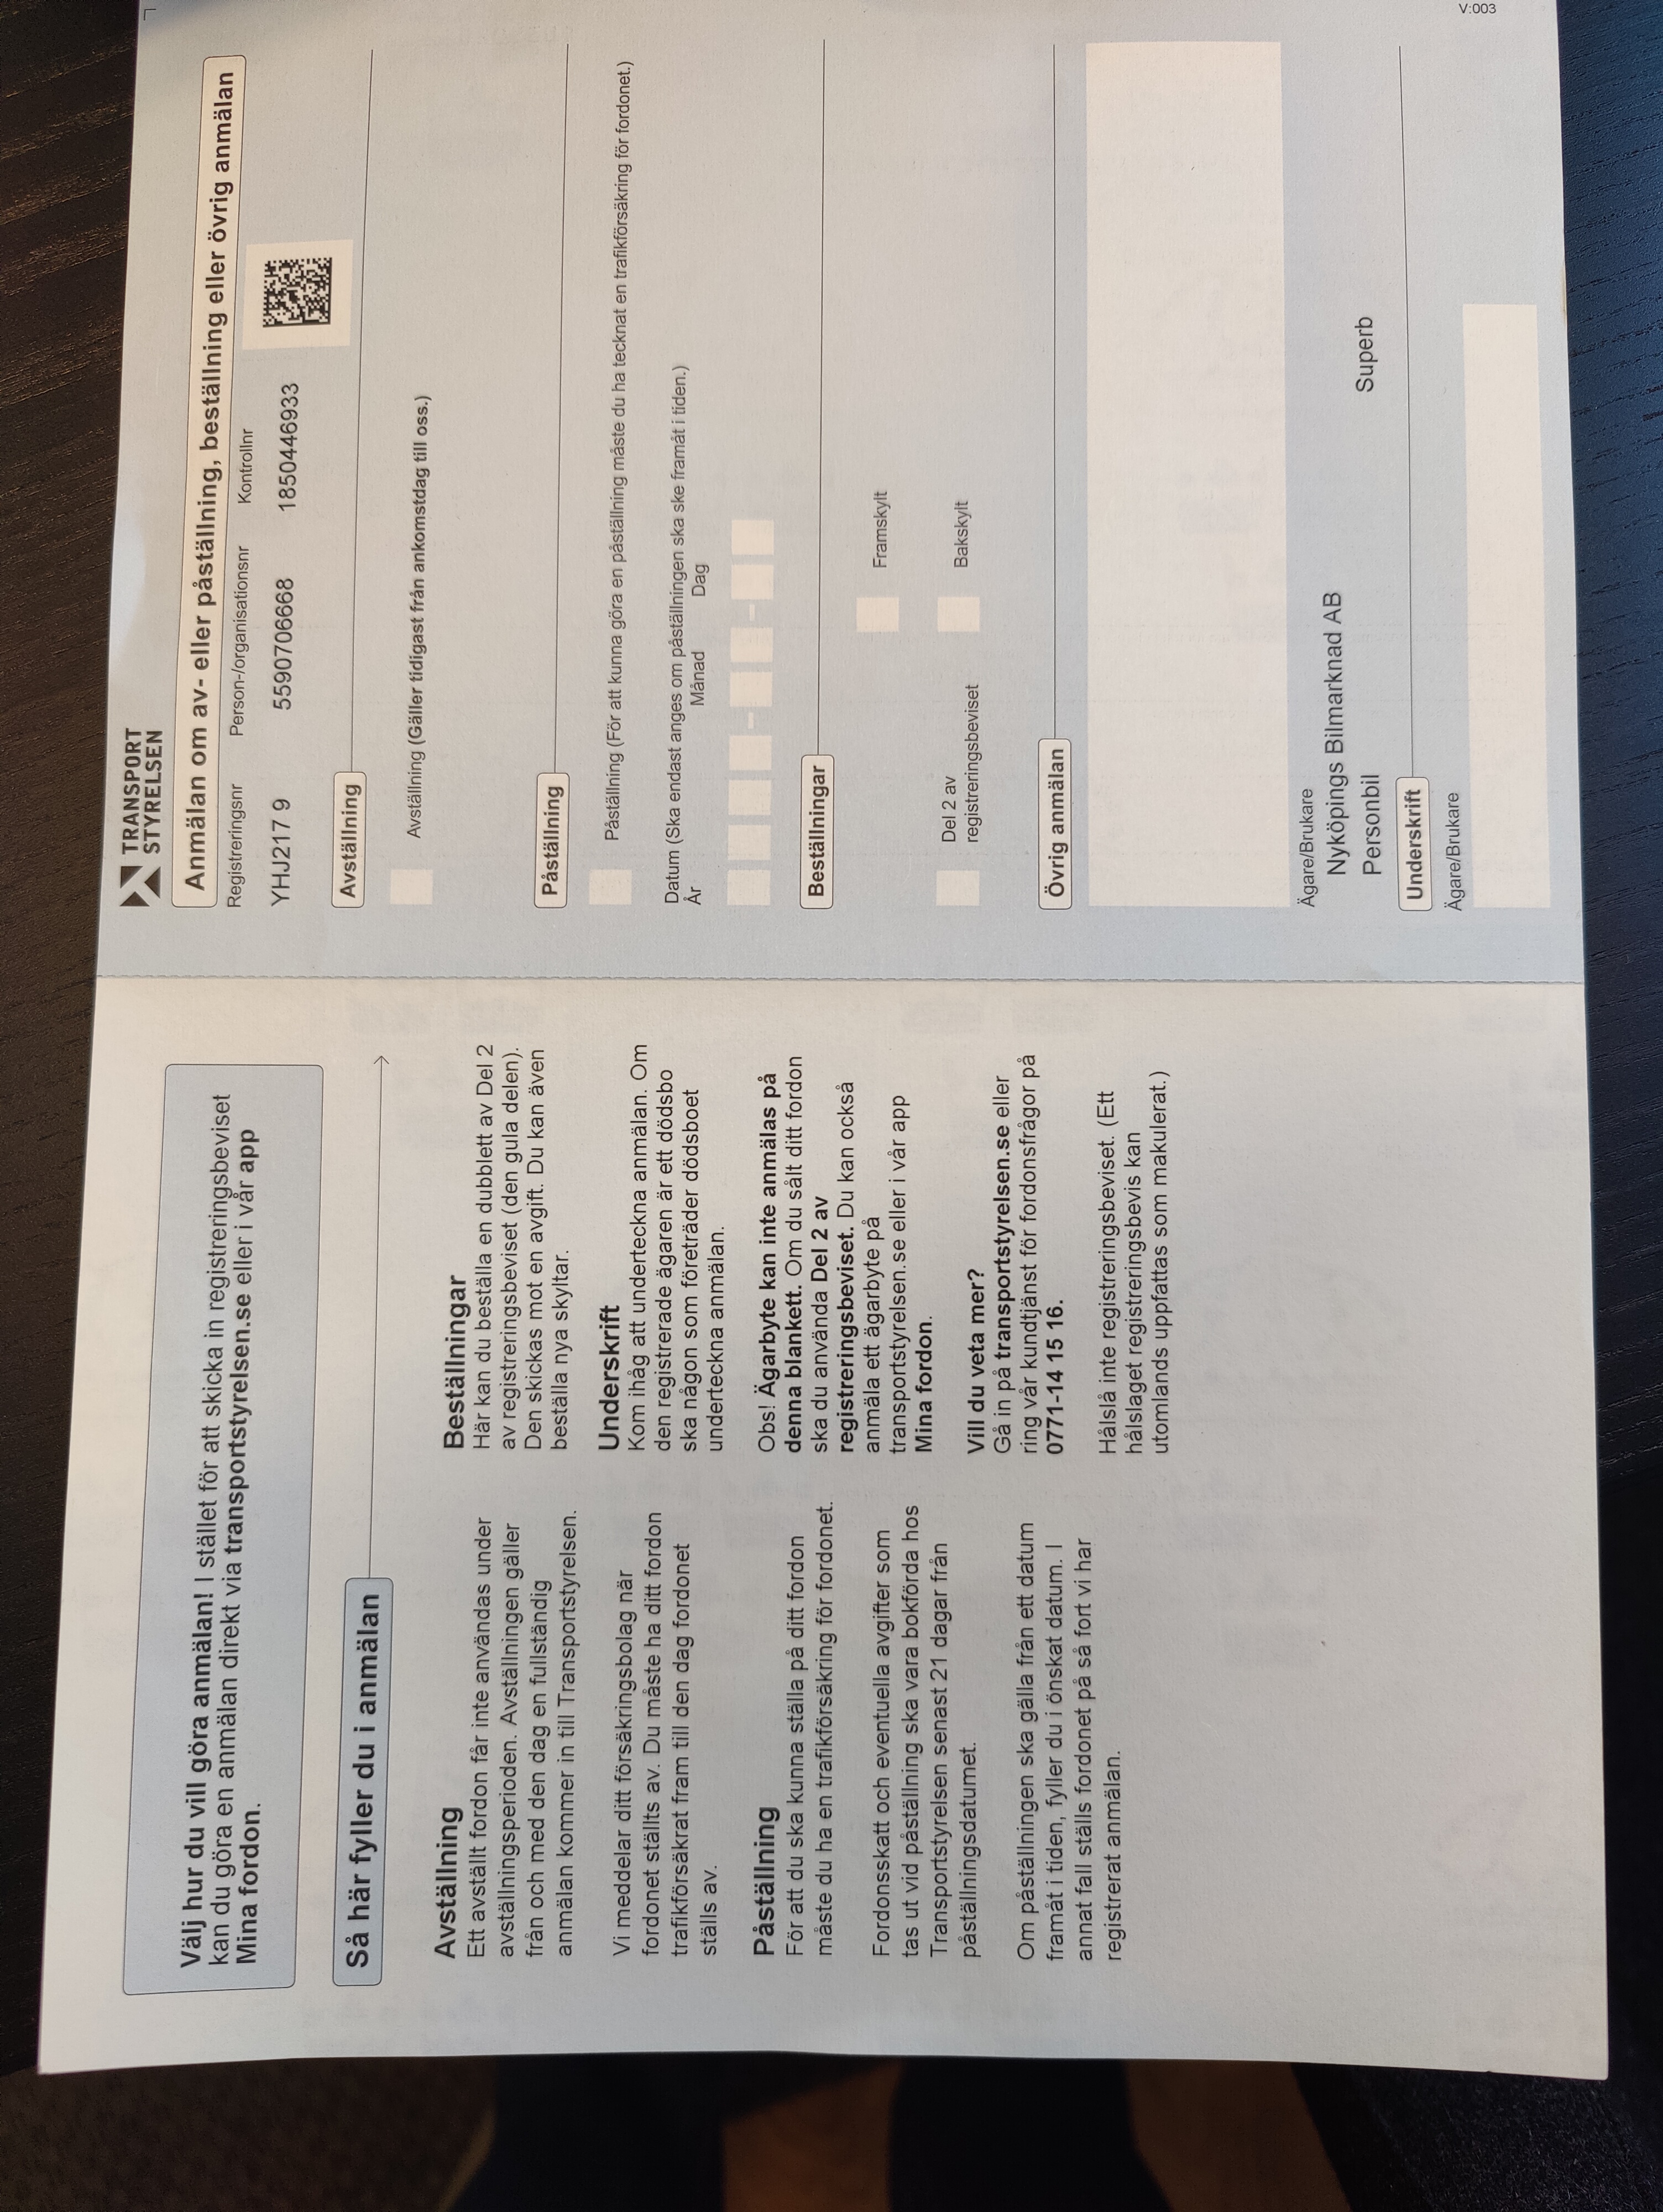 Välj hur du vill göra anmälan! I stället för att skicka in registreringsbeviset
kan du göra en anmälan direkt via transportstyrelsen.se eller i vår app
Mina fordon.
Så här fyller du i anmälan
Avställning
Ett avställt fordon får inte användas under
avställningsperioden. Avställningen gäller
från och med den dag en fullständig
anmälan kommer in till Transportstyrelsen.
Vi meddelar ditt försäkringsbolag när
fordonet ställts av. Du måste ha ditt fordon
trafikförsäkrat fram till den dag fordonet
ställs av.
Påställning
För att du ska kunna ställa på ditt fordon
måste du ha en trafikförsäkring för fordonet.
Fordonsskatt och eventuella avgifter som
tas ut vid påställning ska vara bokförda hos
Transportstyrelsen senast 21 dagar från
påställningsdatumet.
Om påställningen ska gälla från ett datum
framåt i tiden, fyller du i önskat datum. I
annat fall ställs fordonet på så fort vi har
registrerat anmälan.
Beställningar
Här kan du beställa en dubblett av Del 2
av registreringsbeviset (den gula delen).
Den skickas mot en avgift. Du kan även
beställa nya skyltar.
Underskrift
Kom ihåg att underteckna anmälan. Om
den registrerade ägaren är ett dödsbo
ska någon som företräder dödsboet
underteckna anmälan.
Obs! Ägarbyte kan inte anmälas på
denna blankett. Om du sålt ditt fordon
ska du använda Del 2 av
registreringsbeviset. Du kan också
anmäla ett ägarbyte på
transportstyrelsen.se eller i vår app
Mina fordon.
Vill du veta mer?
Gå in på transportstyrelsen.se eller
ring vår kundtjänst för fordonsfrågor på
0771-14 15 16.
Hålslå inte registreringsbeviset. (Ett
hålslaget registreringsbevis kan
utomlands uppfattas som makulerat.)
TRANSPORT
STYRELSEN
Anmälan om av- eller påställning, beställning eller övrig anmälan
Registreringsnr Person-/organisationsnr Kontrollnr
YHJ217 9 5590706668 1850446933
Avställning
Avställning (Gäller tidigast från ankomstdag till oss.)
Påställning
Påställning (För att kunna göra en påställning måste du ha tecknat en trafikförsäkring för fordonet.)
Datum (Ska endast anges om påställningen ska ske framåt i tiden.)
År Månad Dag
- -
Beställningar
Framskylt
Del 2 av
registreringsbeviset
Bakskylt
Övrig anmälan
Ägare/Brukare
Nyköpings Bilmarknad AB
Personbil Superb
Underskrift
Ägare/Brukare
V:003